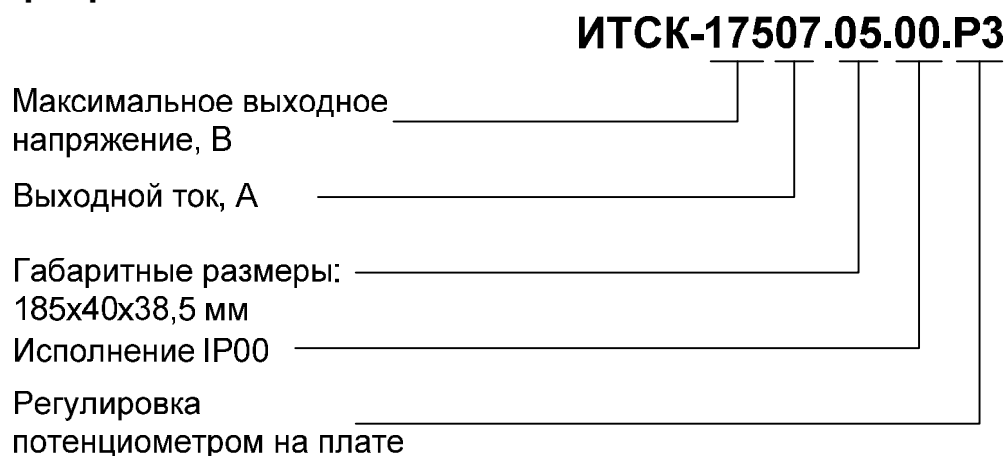 ИТСК-17507.05.00.Р3
Максимальное выходное
напряжение, В
Выходной ток, А
Габаритные размеры:
185х40х38,5 мм
Исполнение IP00
Регулировка
потенциометром на плате